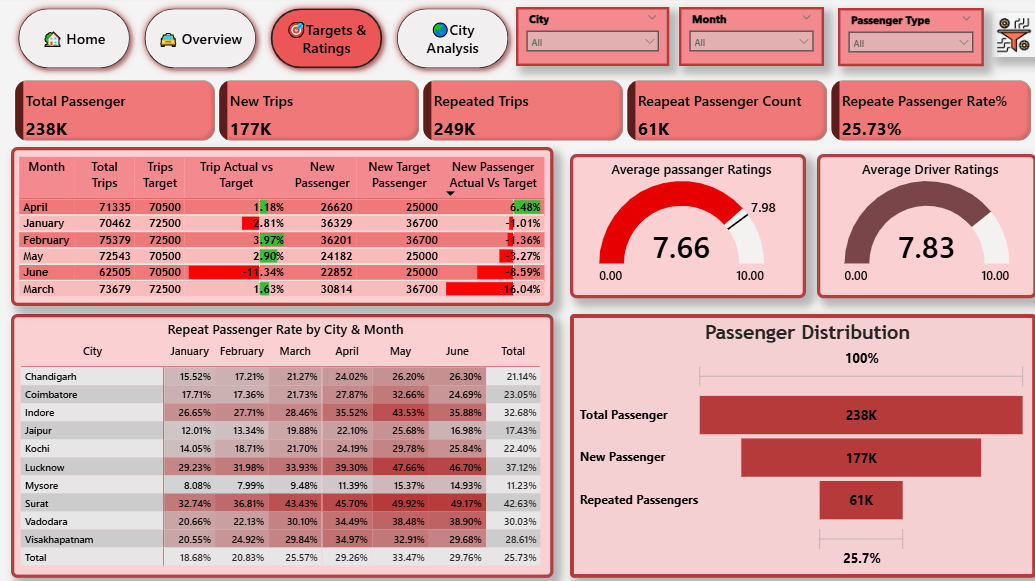 Home
Overview
Targets &
Ratings
City
Analysis
City
All
Month
All
Passenger Type
All
Total Passenger
238K
New Trips
177K
Repeated Trips
249K
Reapeat Passenger Count
61K
Repeate Passenger Rate%
25.73%
Month Total Trips Trips Target Trip Actual vs Target New Passenger New Target Passenger New Passenger Actual Vs Target
April 71335 70500 1.18% 26620 25000 6.48%
January 70462 72500 -2.81% 36329 36700 -1.01%
February 75379 72500 3.97% 36201 36700 -1.36%
May 72543 70500 2.90% 24182 25000 -3.27%
June 62505 70500 -11.34% 22852 25000 -8.59%
March 73679 72500 1.63% 30814 36700 -16.04%
Average passanger Ratings
7.98
7.66
0.00 10.00
Average Driver Ratings
7.83
0.00 10.00
Repeat Passenger Rate by City & Month
City January February March April May June Total
Chandigarh 15.52% 17.21% 21.27% 24.02% 26.20% 26.30% 21.14%
Coimbatore 17.71% 17.36% 21.73% 27.87% 32.66% 24.69% 23.05%
Indore 26.65% 27.71% 28.46% 35.52% 43.53% 35.88% 32.68%
Jaipur 12.01% 13.34% 19.88% 22.10% 25.68% 16.98% 17.43%
Kochi 14.05% 18.71% 21.70% 24.19% 29.78% 25.84% 22.40%
Lucknow 29.23% 31.98% 33.93% 39.30% 47.66% 46.70% 37.12%
Mysore 8.08% 7.99% 9.48% 11.39% 15.37% 14.93% 11.23%
Surat 32.74% 36.81% 43.43% 45.70% 49.92% 49.17% 42.63%
Vadodara 20.66% 22.13% 30.10% 34.49% 38.48% 38.90% 30.03%
Visakhapatnam 20.55% 24.92% 29.84% 34.97% 32.91% 29.68% 28.61%
Total 18.68% 20.83% 25.57% 29.26% 33.47% 29.76% 25.73%
Passenger Distribution
100%
Total Passenger 238K
New Passenger 177K
Repeated Passengers 61K
25.7%